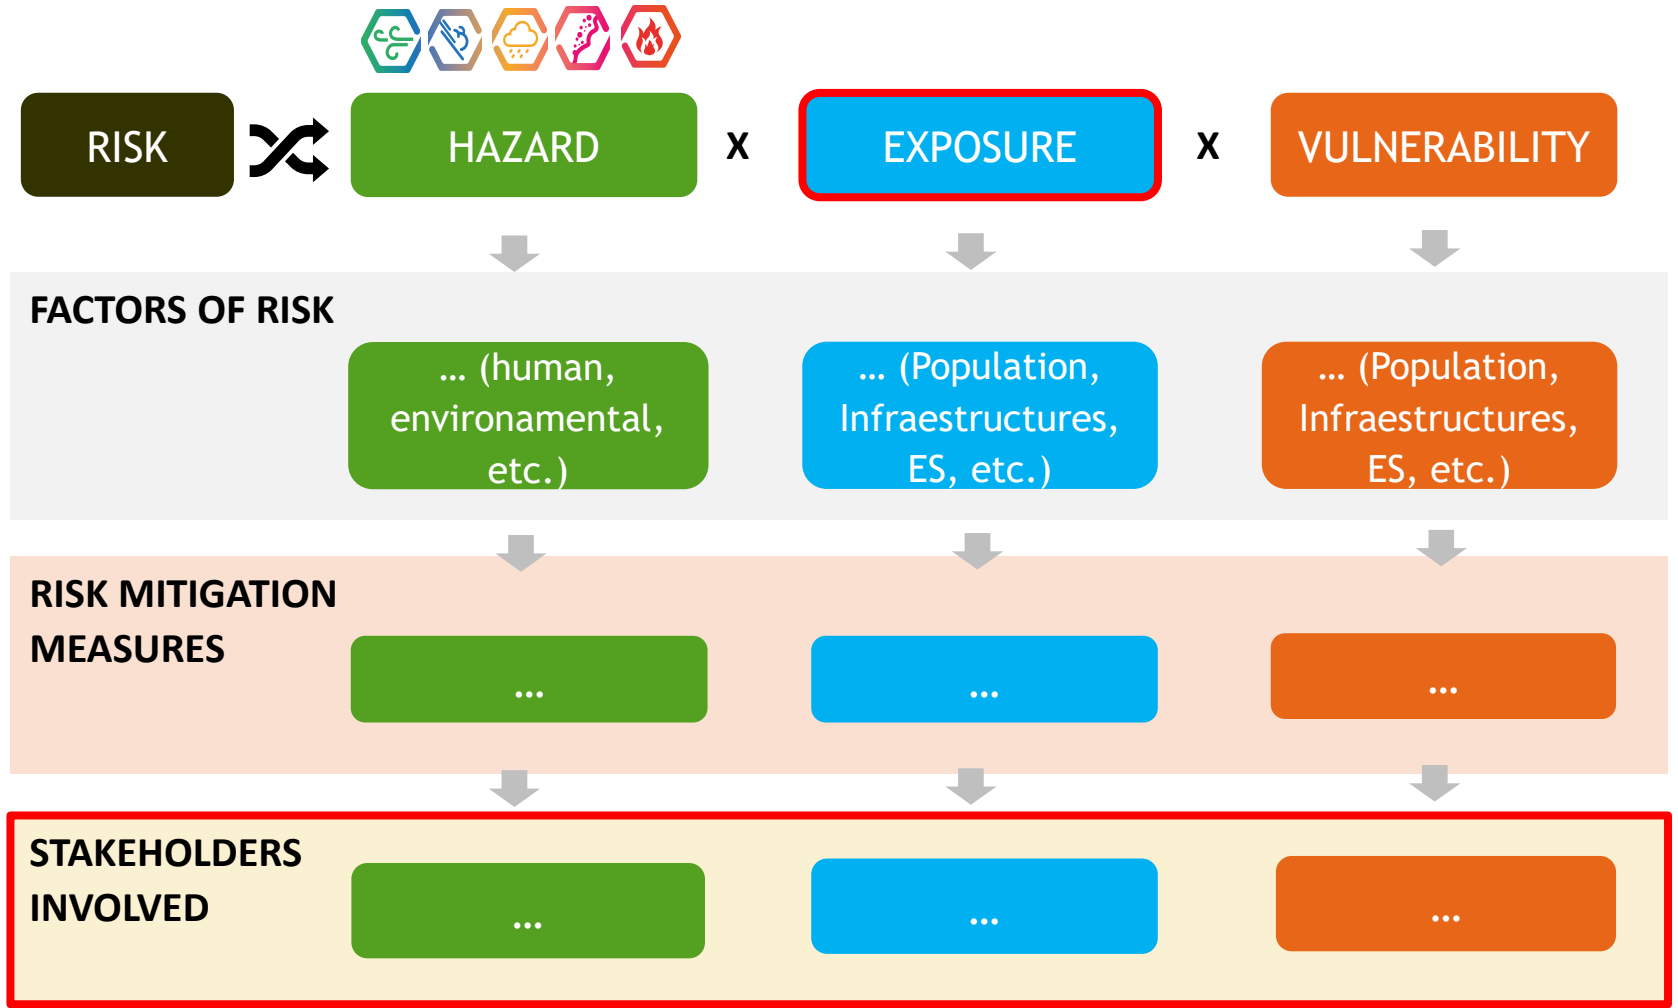 RISK
HAZARD
X
EXPOSURE
X
VULNERABILITY
FACTORS OF RISK
… (human,
environamental,
etc.)
… (Population,
Infraestructures,
ES, etc.)
… (Population,
Infraestructures,
ES, etc.)
RISK MITIGATION
MEASURES
…
…
…
STAKEHOLDERS
INVOLVED
…
…
…